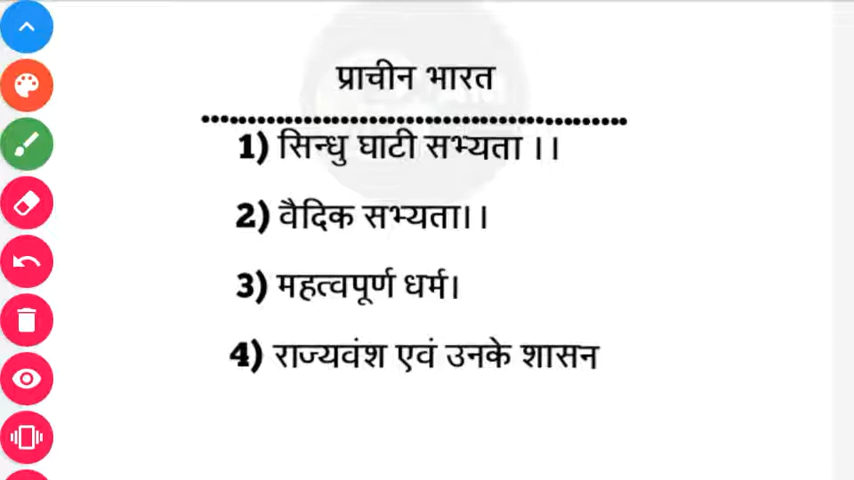 प्राचीन भारत
1) सिन्धु घाटी सभ्यता ।।
2) वैदिक सभ्यता।।
3) महत्वपूर्ण धर्म।
4) राज्यवंश एवं उनके शासन